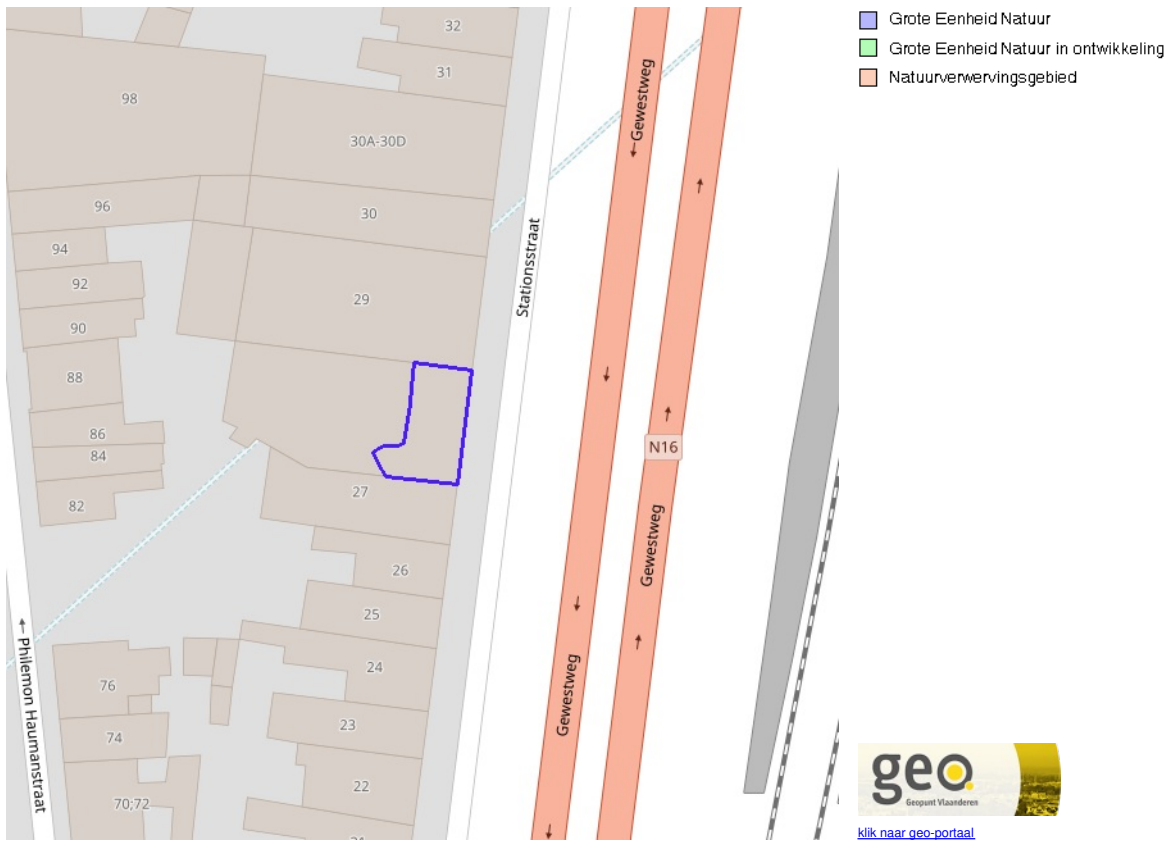 32
31
98
30A-30D
96
30
94
92
29
90
88
86
84
82
27
26
25
24
76
23
74
22
70;72
Stationsstraat
Gewestweg
N16
Gewestweg
Gewestweg
Philemon Haumanstraat
Grote Eenheid Natuur
Grote Eenheid Natuur in ontwikkeling
Natuurverwervingsgebied
geo.
Geopunt Vlaanderen
klik naar geo-portaal